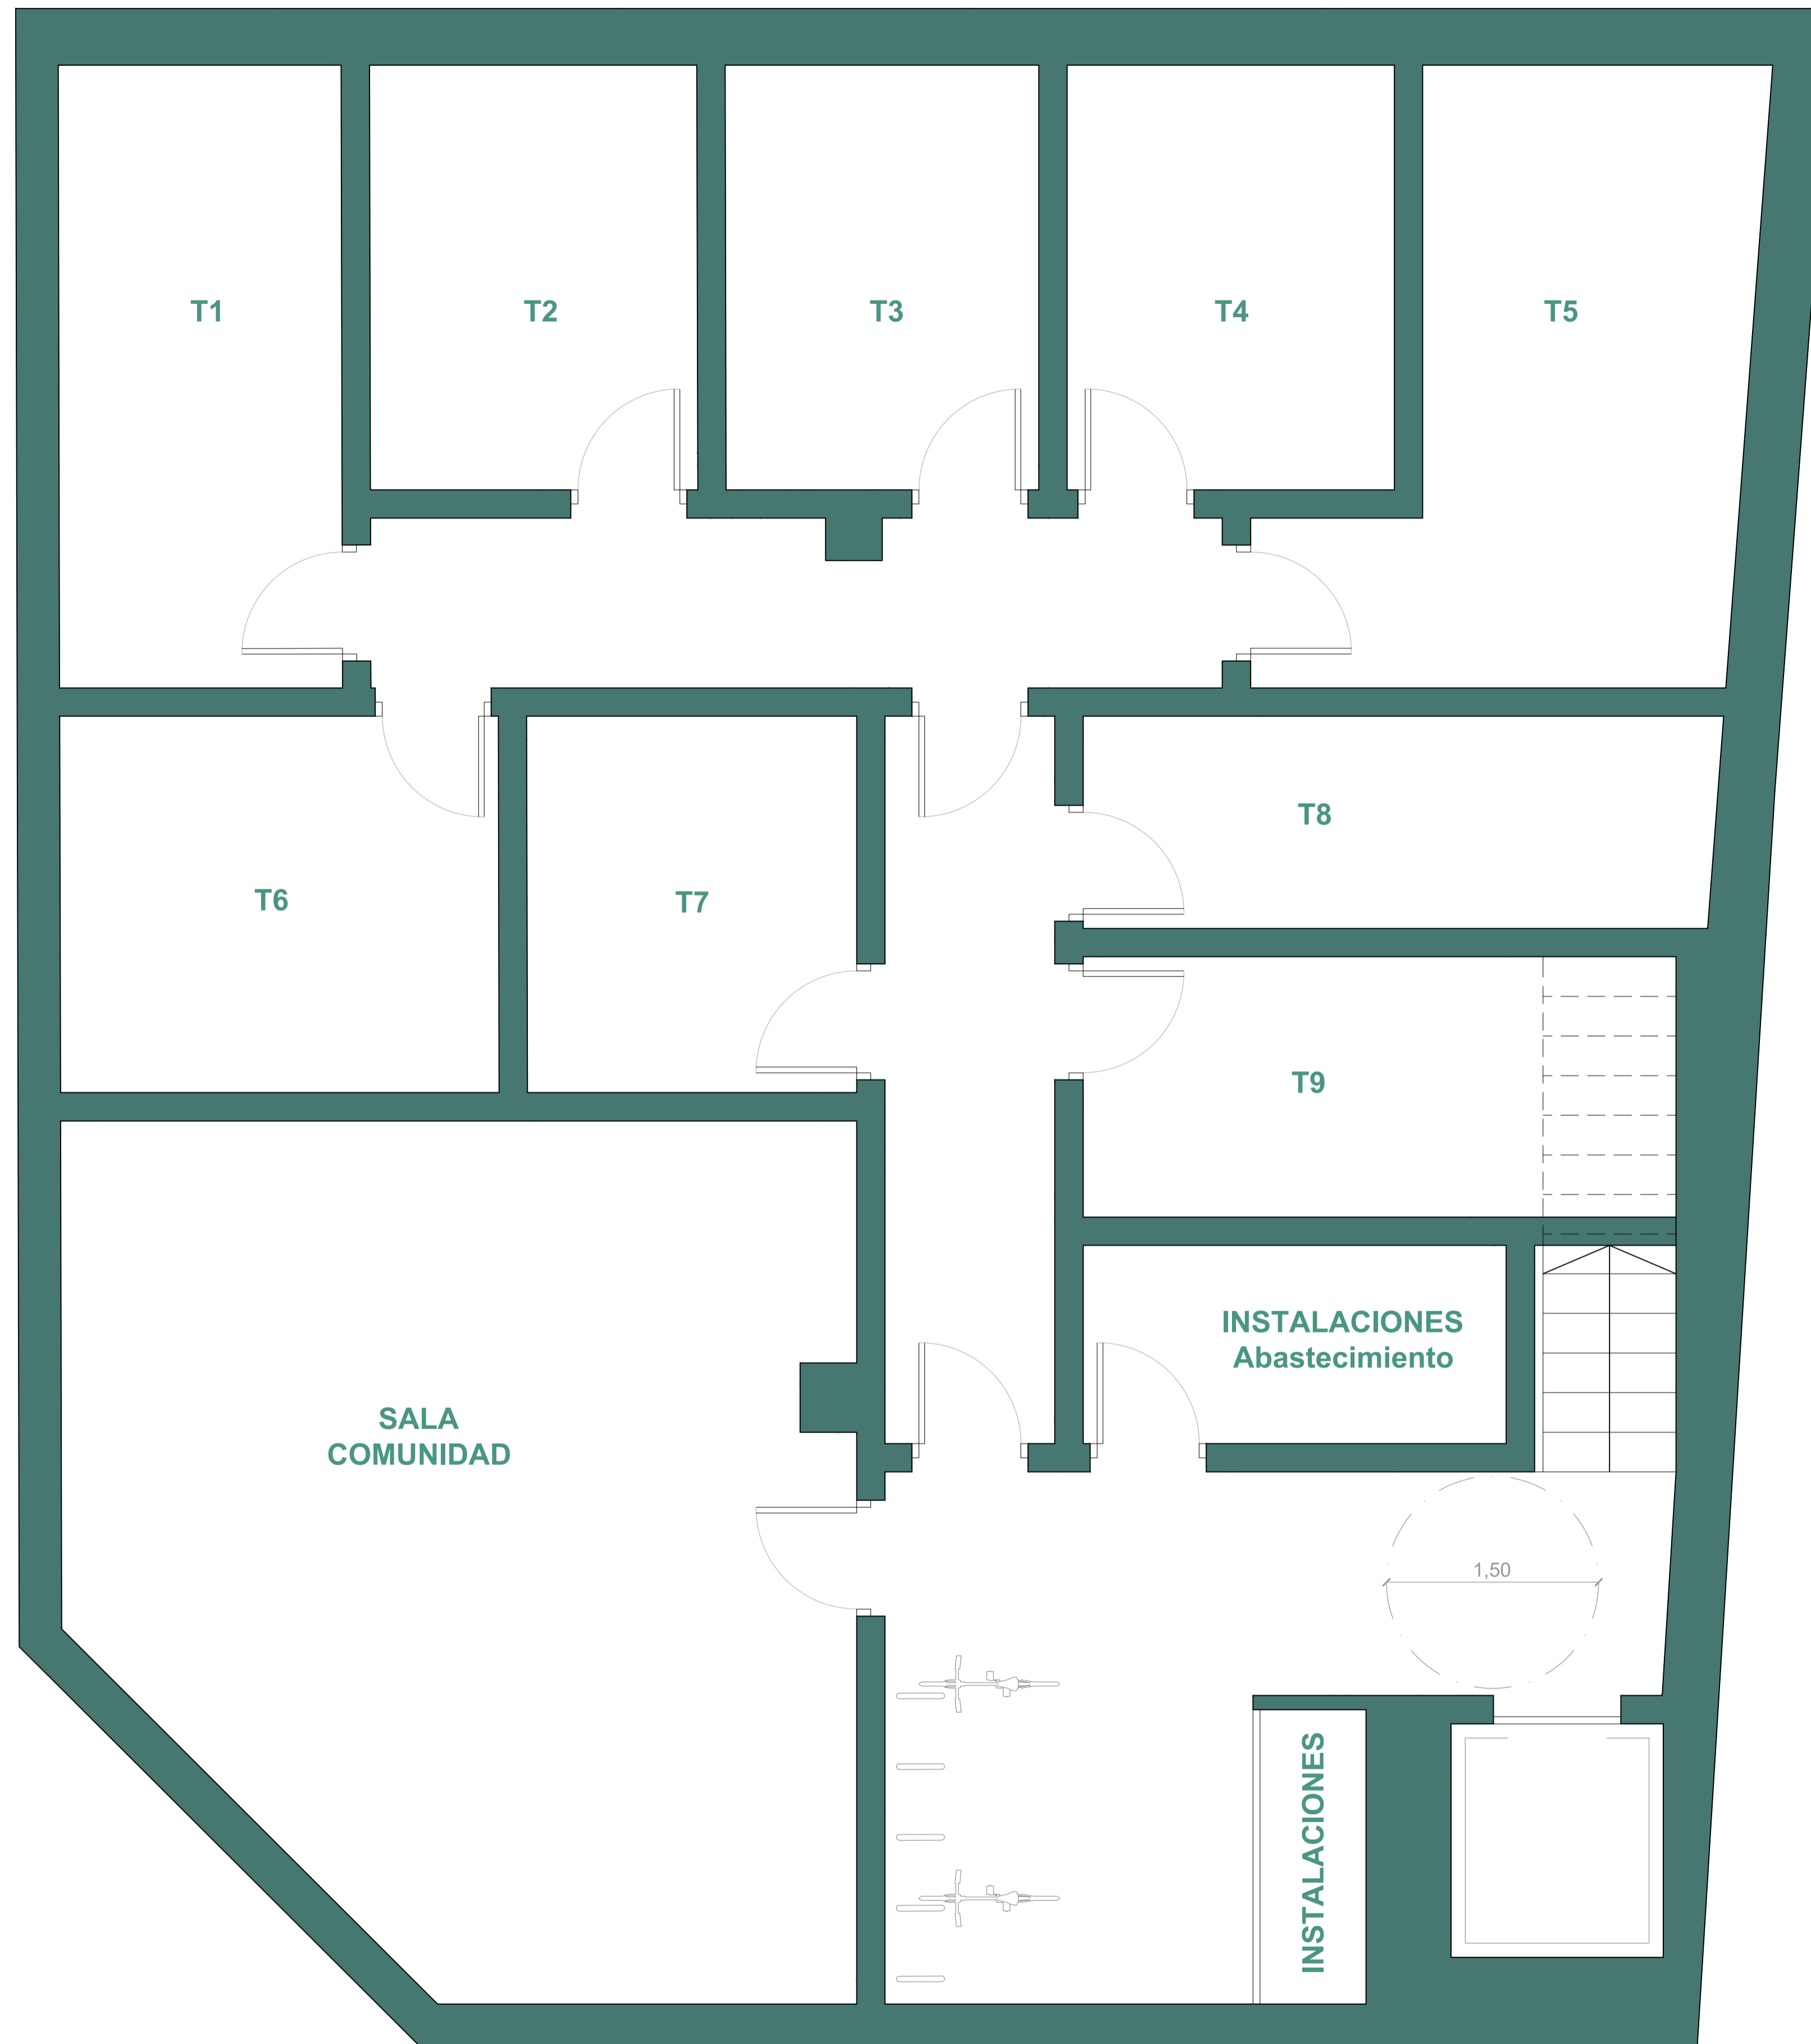 T1
T2
T3
T4
T5
T8
T6
T7
T9
INSTALACIONES
Abastecimiento
SALA
COMUNIDAD
1,50
INSTALACIONES